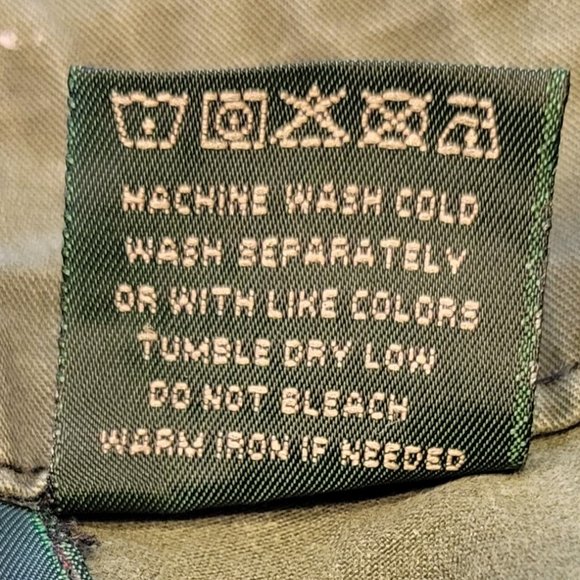 MACHINE WASH COLD
WASH SEPARATELY
OR WITH LIKE COLORS
TUMBLE DRY LOW
DO NOT BLEACH
WARM IRON IF NEEDED